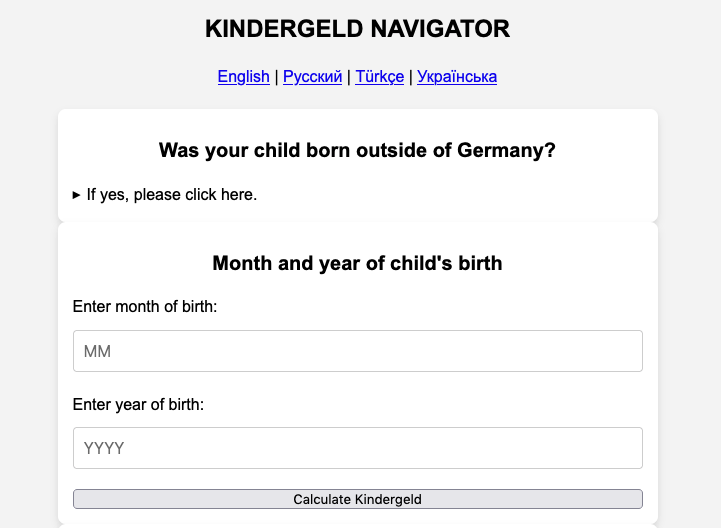 KINDERGELD NAVIGATOR
English | Русский | Türkçe | Українська
Was your child born outside of Germany?
▸ If yes, please click here.
Month and year of child's birth
Enter month of birth:
MM
Enter year of birth:
YYYY
Calculate Kindergeld